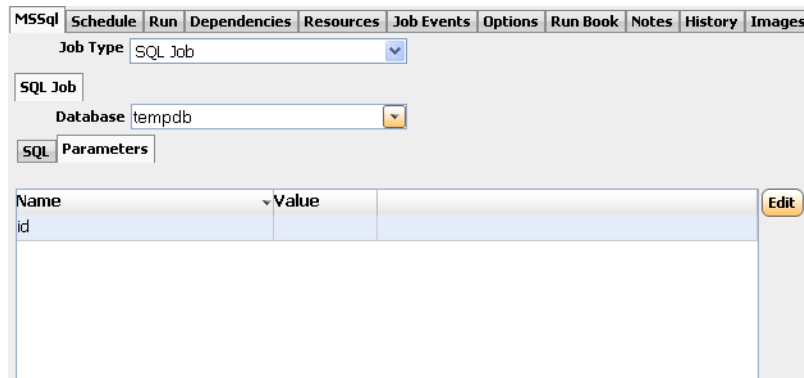 MSSql Schedule Run Dependencies Resources Job Events Options Run Book Notes History Images
Job Type SQL Job
SQL Job
Database tempdb
SQL Parameters
Name Value Edit
id